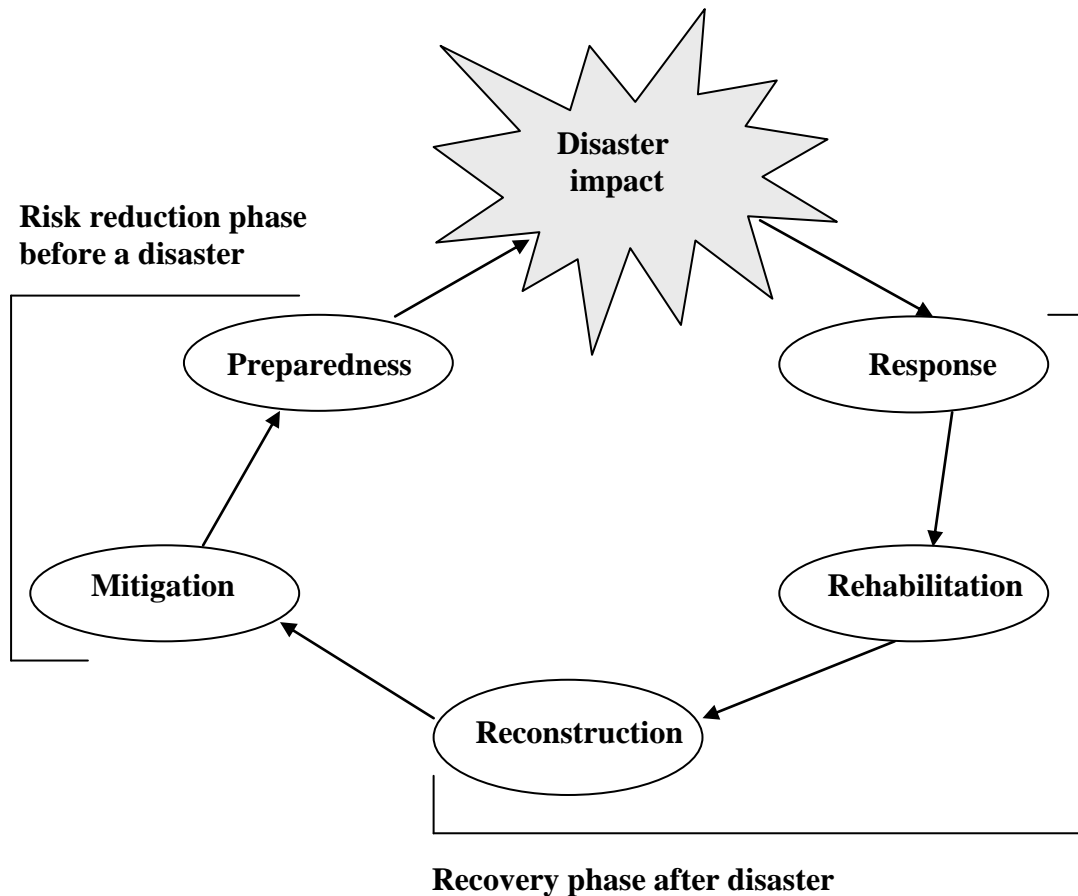 Disaster
impact
Risk reduction phase
before a disaster
Preparedness
Response
Mitigation
Rehabilitation
Reconstruction
Recovery phase after disaster